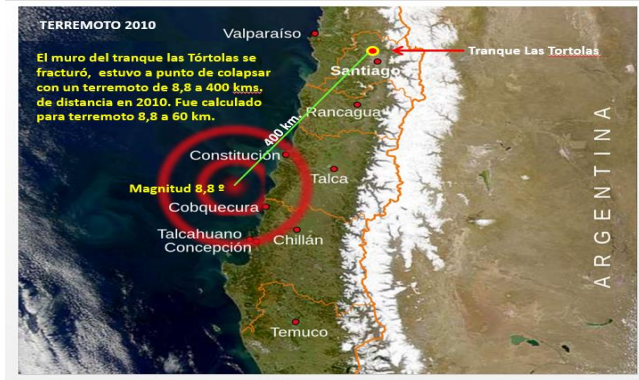 TERREMOTO 2010
El muro del tranque las Tórtolas se
fracturó, estuvo a punto de colapsar
con un terremoto de 8,8 a 400 kms.
de distancia en 2010. Fue calculado
para terremoto 8,8 a 60 km.
Valparaíso
Tranque Las Tortolas
Santiago
Rancagua
400 km.
Constitución
Talca
Magnitud 8,8 º
Cobquecura
Talcahuano
Concepción
Chillán
Temuco
ARGENTINA